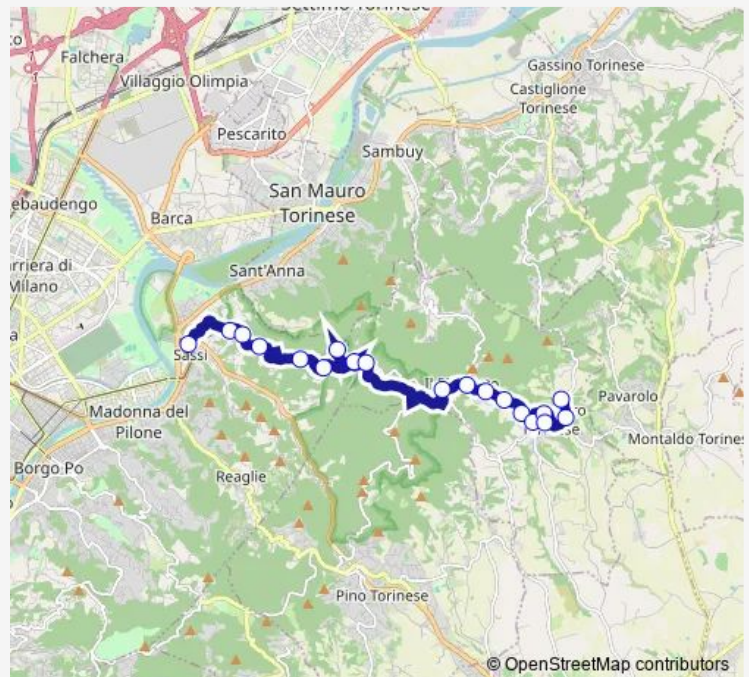 Settimo Torinese
Falchera
Villaggio Olimpia
Gassino Torinese
Castiglione
Torinese
Pescarito
Sambuy
San Mauro
Torinese
Barca
Sant'Anna
Sassi
Madonna del
Pilone
Pavarolo
Montaldo Torines
Borgo Po
Reaglie
Pino Torinese
© OpenStreetMap contributors